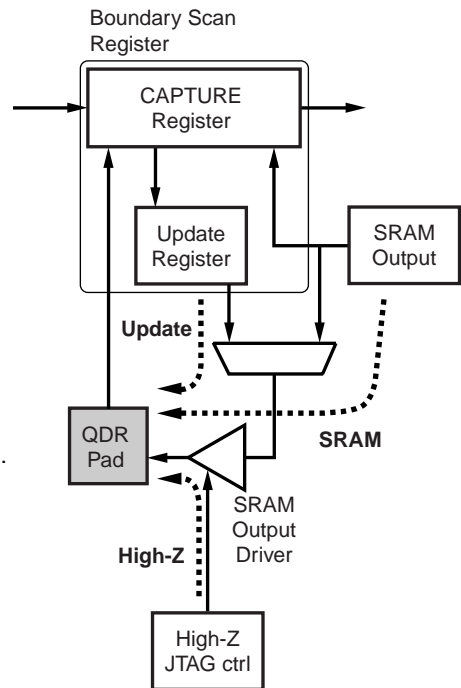 Boundary Scan
Register
CAPTURE
Register
Update
Register
SRAM
Output
Update
SRAM
QDR
Pad
.
SRAM
Output
Driver
High-Z
High-Z
JTAG ctrl